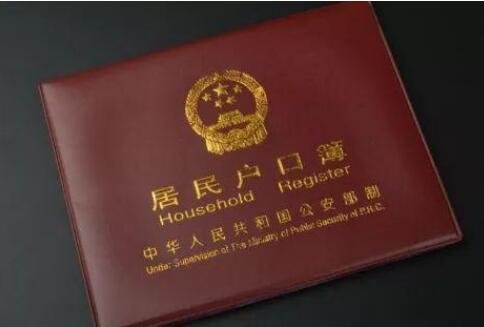 居民户口簿
Household Register
中华人民共和国公安部制
Under Supervision of The Ministry of Public Security of P.R.C.